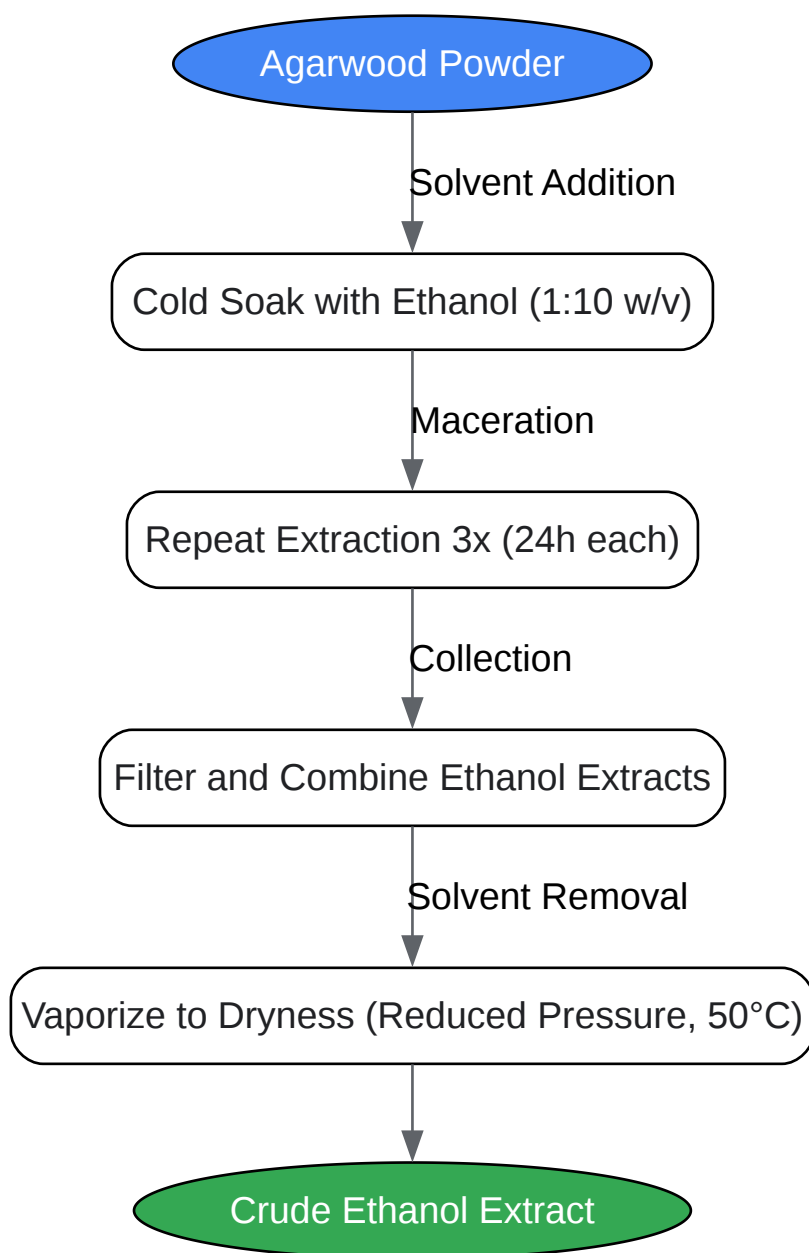 Agarwood Powder
Solvent Addition
Cold Soak with Ethanol (1:10 w/v)
Maceration
Repeat Extraction 3x (24h each)
Collection
Filter and Combine Ethanol Extracts
Solvent Removal
Vaporize to Dryness (Reduced Pressure, 50°C)
Crude Ethanol Extract